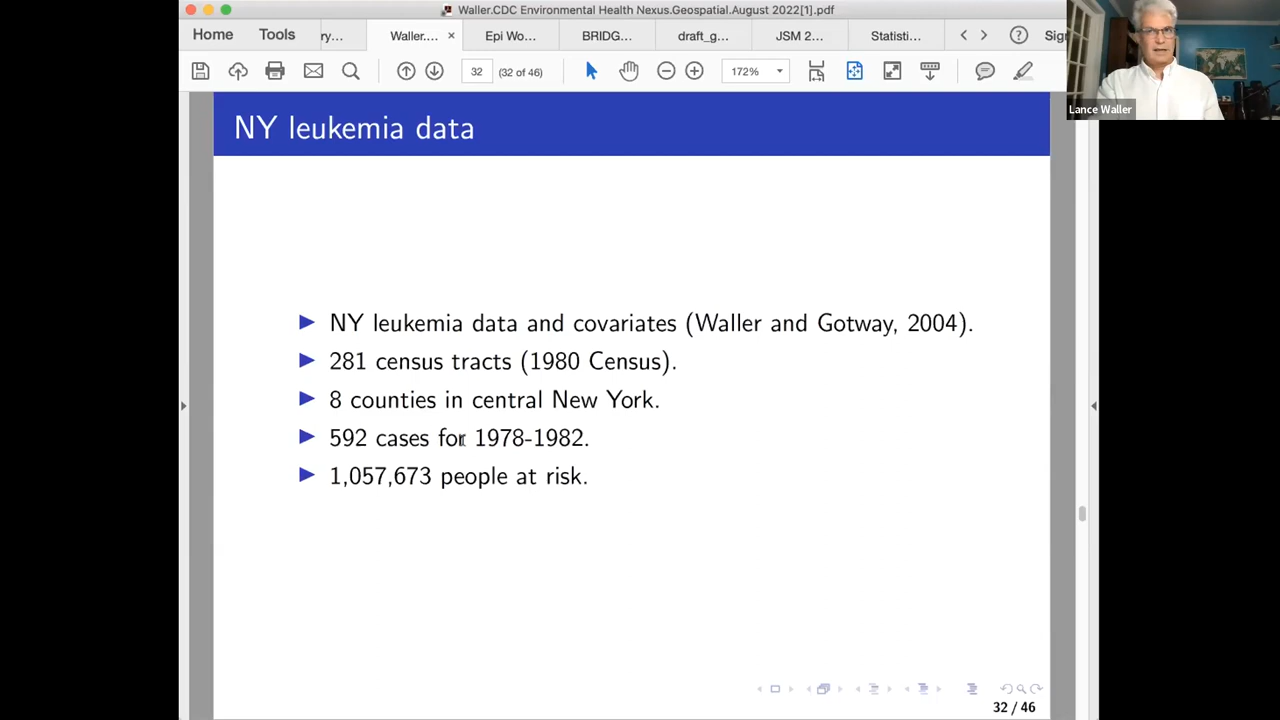 Waller.CDC Environmental Health Nexus.Geospatial.August 2022[1].pdf
Home Tools ry... Waller.... × Epi Wo... BRIDG... draft_g... JSM 2... Statisti... Sig
32 (32 of 46) 172%
Lance Waller
NY leukemia data
NY leukemia data and covariates (Waller and Gotway, 2004).
281 census tracts (1980 Census).
8 counties in central New York.
592 cases for 1978-1982.
1,057,673 people at risk.
32 / 46